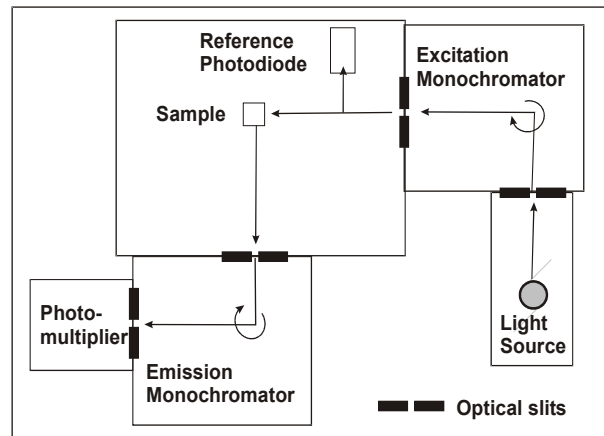 Reference
Photodiode
Excitation
Monochromator
Sample
Photo-
multiplier
Light
Source
Emission
Monochromator
Optical slits